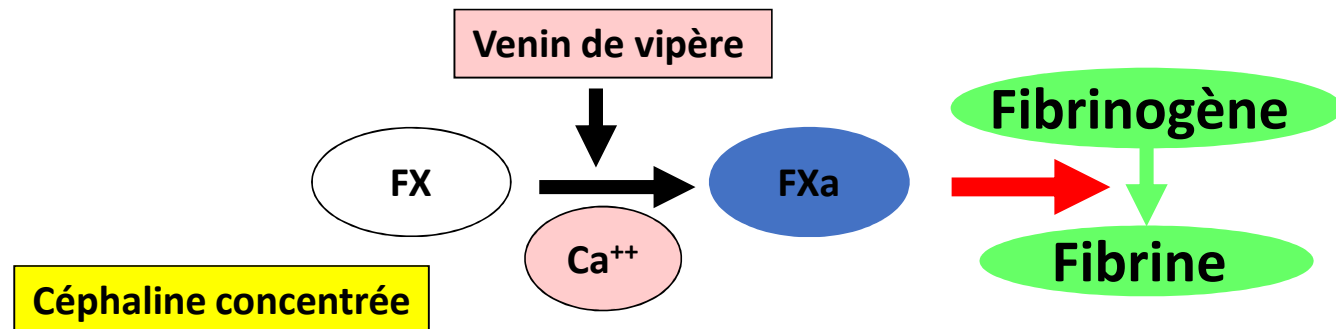 Venin de vipère
Fibrinogène
FX
FXa
Ca⁺⁺
Fibrine
Céphaline concentrée